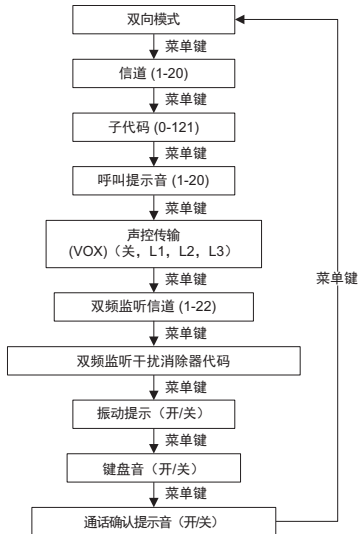 双向模式
菜单键
信道 (1-20)
菜单键
子代码 (0-121)
菜单键
呼叫提示音 (1-20)
菜单键
声控传输
(VOX)（关，L1，L2，L3）
菜单键
菜单键
双频监听信道 (1-22)
菜单键
双频监听干扰消除器代码
菜单键
振动提示（开/关）
菜单键
键盘音（开/关）
菜单键
通话确认提示音（开/关）